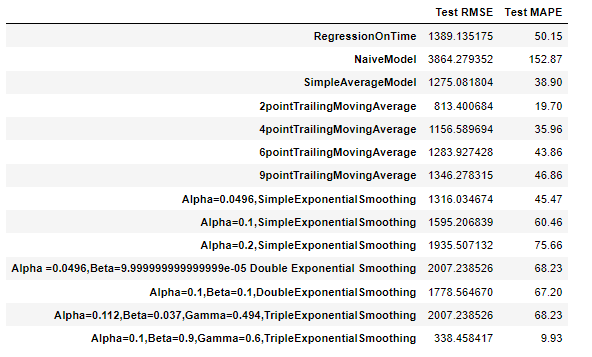 Test RMSE Test MAPE
RegressionOnTime 1389.135175 50.15
NaiveModel 3864.279352 152.87
SimpleAverageModel 1275.081804 38.90
2pointTrailingMovingAverage 813.400684 19.70
4pointTrailingMovingAverage 1156.589694 35.96
6pointTrailingMovingAverage 1283.927428 43.86
9pointTrailingMovingAverage 1346.278315 46.86
Alpha=0.0496,SimpleExponentialSmoothing 1316.034674 45.47
Alpha=0.1,SimpleExponentialSmoothing 1595.206839 60.46
Alpha=0.2,SimpleExponentialSmoothing 1935.507132 75.66
Alpha =0.0496,Beta=9.999999999999999e-05 Double Exponential Smoothing 2007.238526 68.23
Alpha=0.1,Beta=0.1,DoubleExponentialSmoothing 1778.564670 67.20
Alpha=0.112,Beta=0.037,Gamma=0.494,TripleExponentialSmoothing 2007.238526 68.23
Alpha=0.1,Beta=0.9,Gamma=0.6,TripleExponentialSmoothing 338.458417 9.93